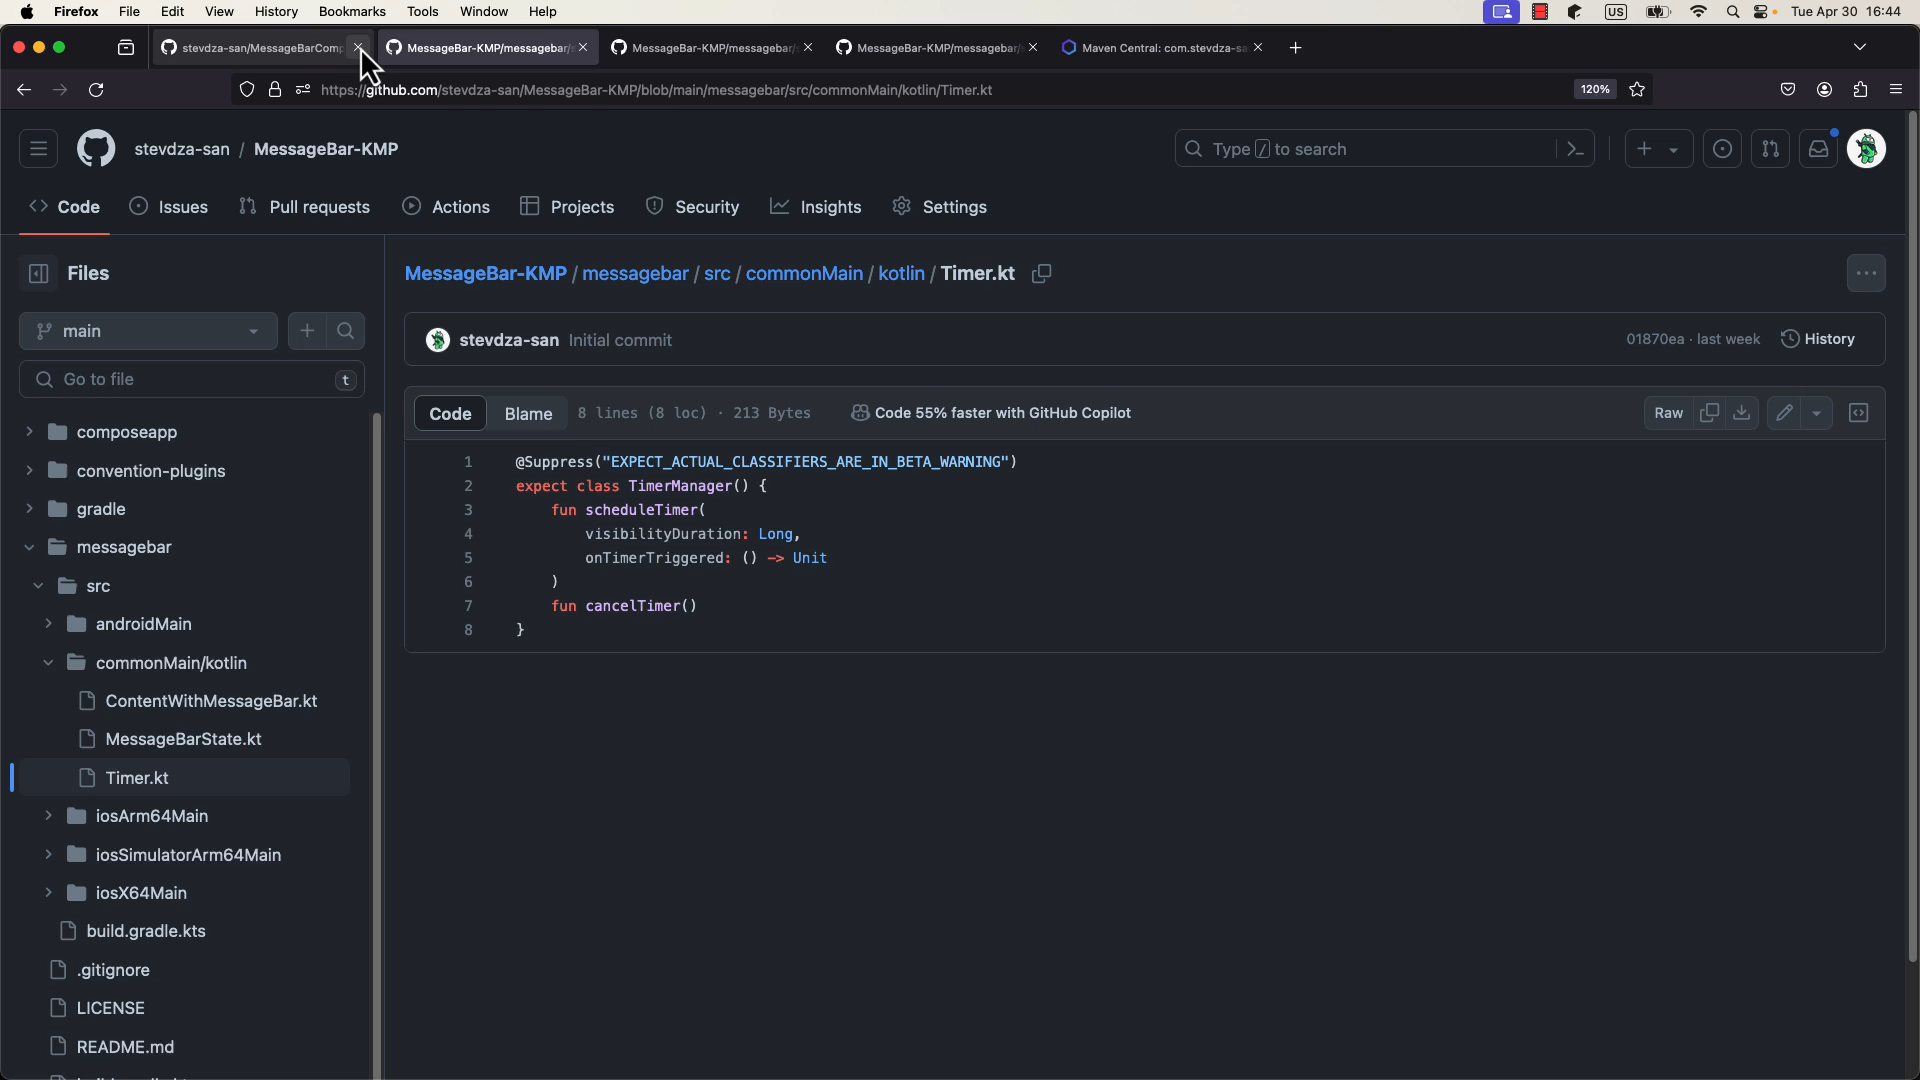 Firefox File Edit View History Bookmarks Tools Window Help US Tue Apr 30 16:44
stevdza-san/MessageBarComp MessageBar-KMP/messagebar/s MessageBar-KMP/messagebar/s MessageBar-KMP/messagebar/s Maven Central: com.stevdza-sa
https://github.com/stevdza-san/MessageBar-KMP/blob/main/messagebar/src/commonMain/kotlin/Timer.kt 120%
stevdza-san / MessageBar-KMP Type / to search
Code Issues Pull requests Actions Projects Security Insights Settings
Files
MessageBar-KMP / messagebar / src / commonMain / kotlin / Timer.kt
main
stevdza-san Initial commit 01870ea · last week History
Go to file t
Code Blame 8 lines (8 loc) · 213 Bytes Code 55% faster with GitHub Copilot Raw
composeapp
convention-plugins
gradle
messagebar
src
androidMain
commonMain/kotlin
ContentWithMessageBar.kt
MessageBarState.kt
Timer.kt
iosArm64Main
iosSimulatorArm64Main
iosX64Main
build.gradle.kts
.gitignore
LICENSE
README.md
1 @Suppress("EXPECT_ACTUAL_CLASSIFIERS_ARE_IN_BETA_WARNING")
2 expect class TimerManager() {
3 fun scheduleTimer(
4 visibilityDuration: Long,
5 onTimerTriggered: () -> Unit
6 )
7 fun cancelTimer()
8 }